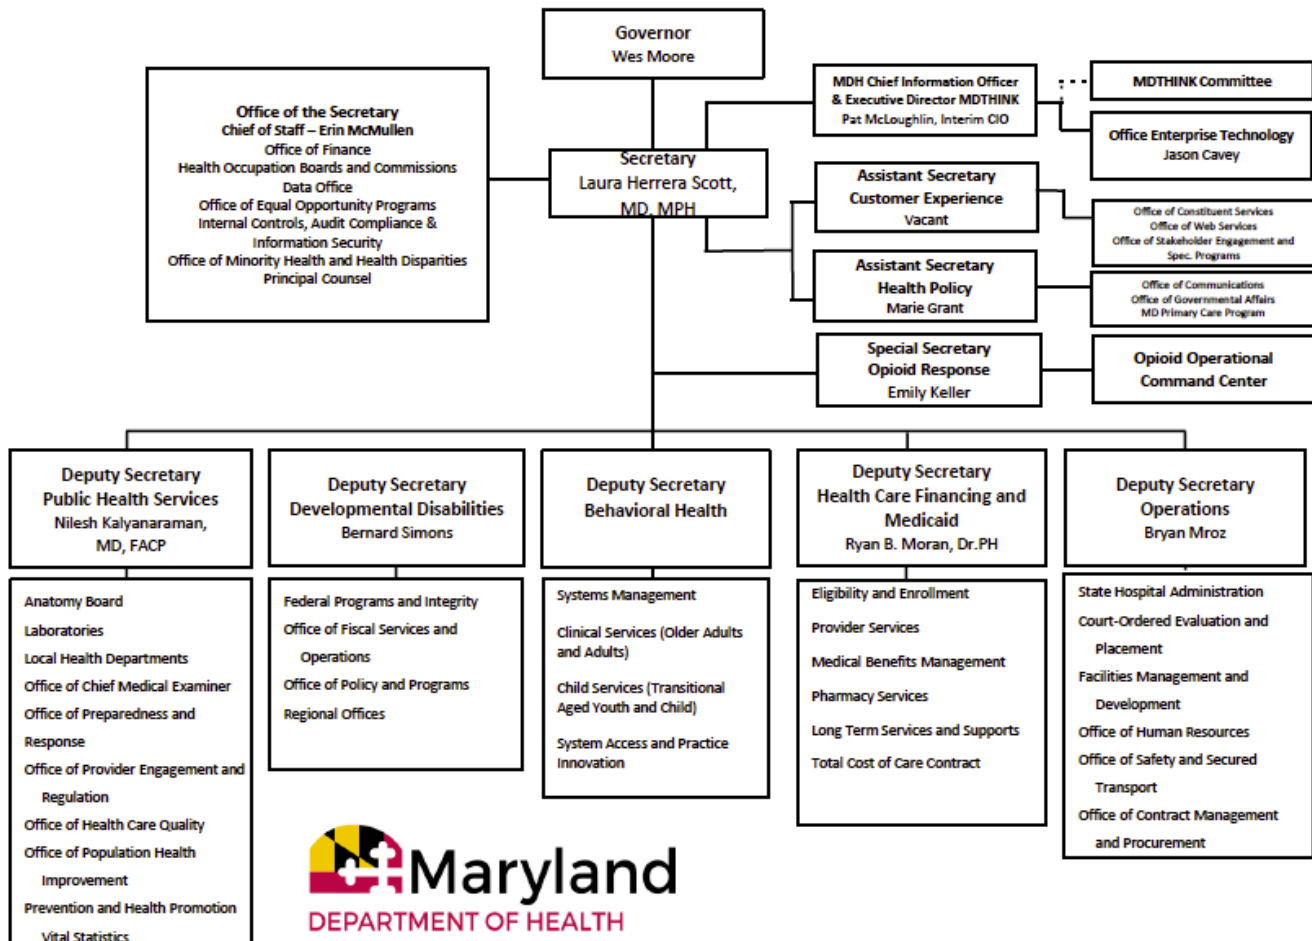 Governor
Wes Moore
Office of the Secretary
Chief of Staff – Erin McMullen
Office of Finance
Health Occupation Boards and Commissions
Data Office
Office of Equal Opportunity Programs
Internal Controls, Audit Compliance &
Information Security
Office of Minority Health and Health Disparities
Principal Counsel
Secretary
Laura Herrera Scott,
MD, MPH
MDH Chief Information Officer
& Executive Director MDTHINK
Pat McLoughlin, Interim CIO
MDTHINK Committee
Office Enterprise Technology
Jason Cavey
Assistant Secretary
Customer Experience
Vacant
Office of Constituent Services
Office of Web Services
Office of Stakeholder Engagement and
Spec. Programs
Assistant Secretary
Health Policy
Marie Grant
Office of Communications
Office of Governmental Affairs
MD Primary Care Program
Special Secretary
Opioid Response
Emily Keller
Opioid Operational
Command Center
Deputy Secretary
Public Health Services
Nilesh Kalyanaraman,
MD, FACP
Anatomy Board
Laboratories
Local Health Departments
Office of Chief Medical Examiner
Office of Preparedness and
Response
Office of Provider Engagement and
Regulation
Office of Health Care Quality
Office of Population Health
Improvement
Prevention and Health Promotion
Vital Statistics
Deputy Secretary
Developmental Disabilities
Bernard Simons
Federal Programs and Integrity
Office of Fiscal Services and
Operations
Office of Policy and Programs
Regional Offices
Deputy Secretary
Behavioral Health
Systems Management
Clinical Services (Older Adults
and Adults)
Child Services (Transitional
Aged Youth and Child)
System Access and Practice
Innovation
Deputy Secretary
Health Care Financing and
Medicaid
Ryan B. Moran, Dr.PH
Eligibility and Enrollment
Provider Services
Medical Benefits Management
Pharmacy Services
Long Term Services and Supports
Total Cost of Care Contract
Deputy Secretary
Operations
Bryan Mroz
State Hospital Administration
Court-Ordered Evaluation and
Placement
Facilities Management and
Development
Office of Human Resources
Office of Safety and Secured
Transport
Office of Contract Management
and Procurement
Maryland
DEPARTMENT OF HEALTH